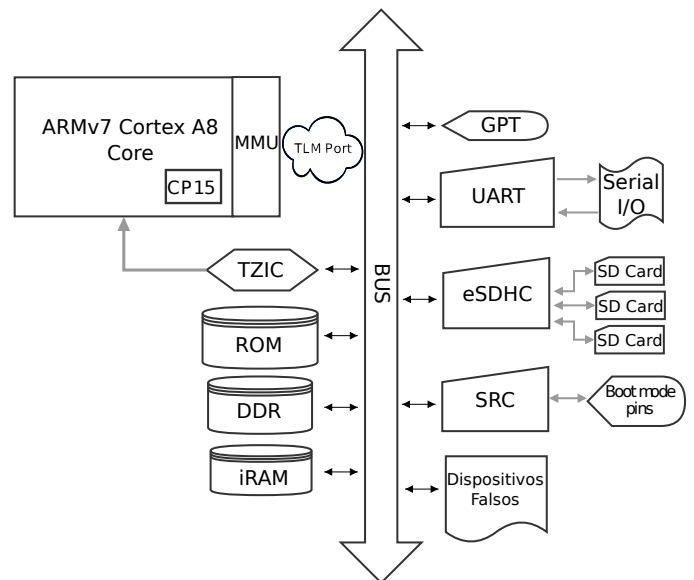 ARMv7 Cortex A8
Core
CP15
MMU
TLM Port
TZIC
ROM
DDR
iRAM
BUS
GPT
UART
Serial
I/O
eSDHC
SD Card
SD Card
SD Card
SRC
Boot mode
pins
Dispositivos
Falsos